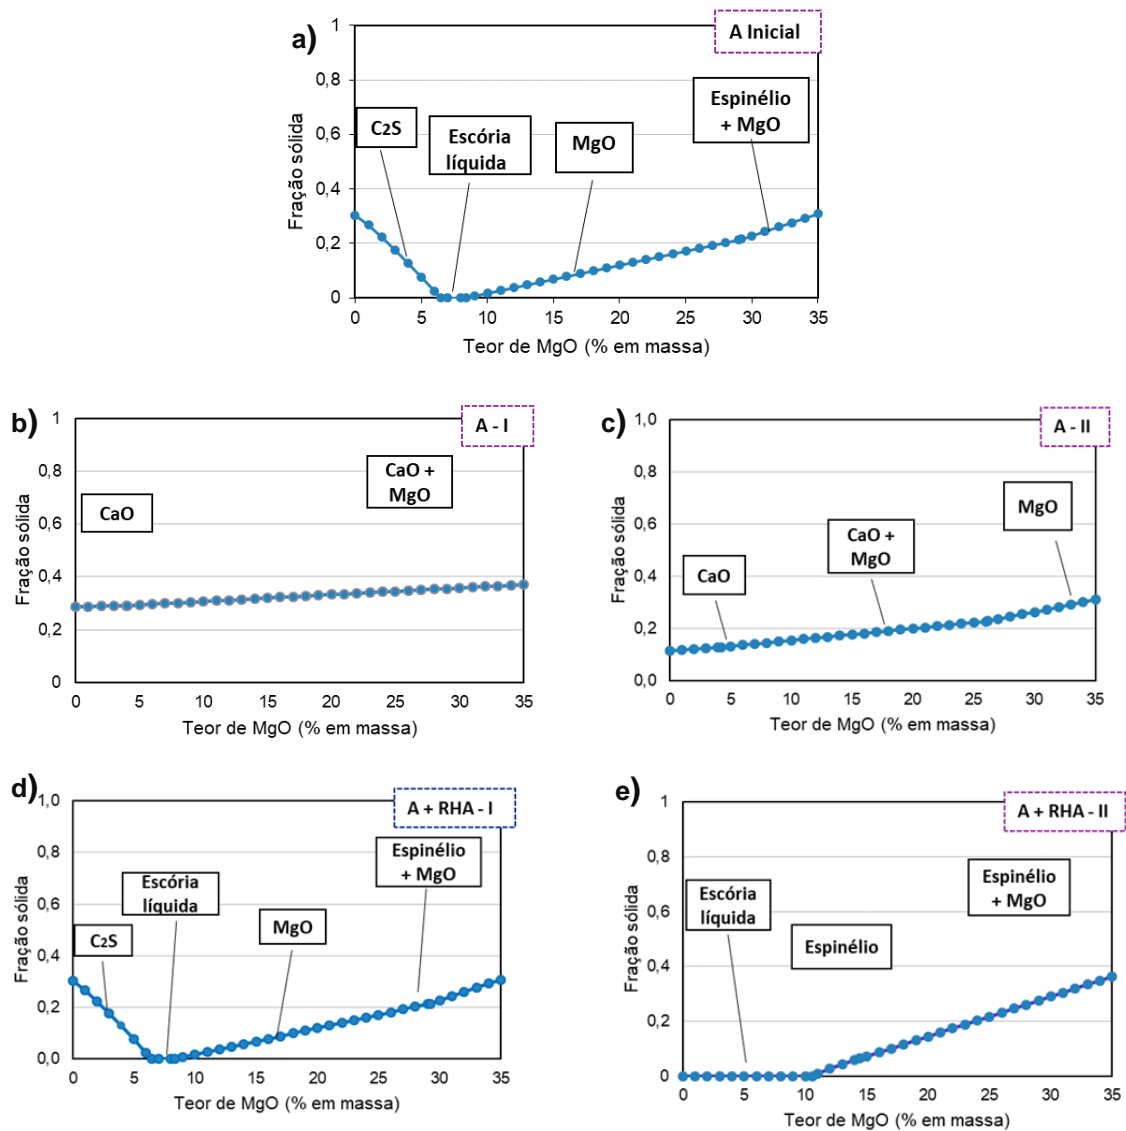 a)
A Inicial
1
0,8
0,6
0,4
0,2
0
Fração sólida
C2S
Escória
líquida
MgO
Espinélio
+ MgO
0 5 10 15 20 25 30 35
Teor de MgO (% em massa)
b)
A - I
1
0,8
0,6
0,4
0,2
0
Fração sólida
CaO
CaO +
MgO
0 5 10 15 20 25 30 35
Teor de MgO (% em massa)
c)
A - II
1,0
0,8
0,6
0,4
0,2
0,0
Fração sólida
CaO
CaO +
MgO
MgO
0 5 10 15 20 25 30 35
Teor de MgO (% em massa)
d)
A + RHA - I
1,0
0,8
0,6
0,4
0,2
0,0
Fração sólida
C2S
Escória
líquida
MgO
Espinélio
+ MgO
0 5 10 15 20 25 30 35
Teor de MgO (% em massa)
e)
A + RHA - II
1
0,8
0,6
0,4
0,2
0
Fração sólida
Escória
líquida
Espinélio
Espinélio
+ MgO
0 5 10 15 20 25 30 35
Teor de MgO (% em massa)